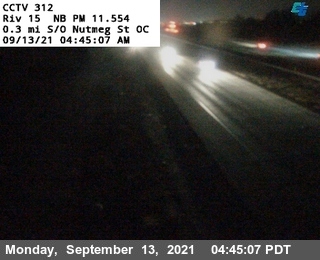 CCTV 312
Riv 15 NB PM 11.554
0.3 mi S/O Nutmeg St OC
09/13/21 04:45:07 AM
Monday, September 13, 2021 04:45:07 PDT